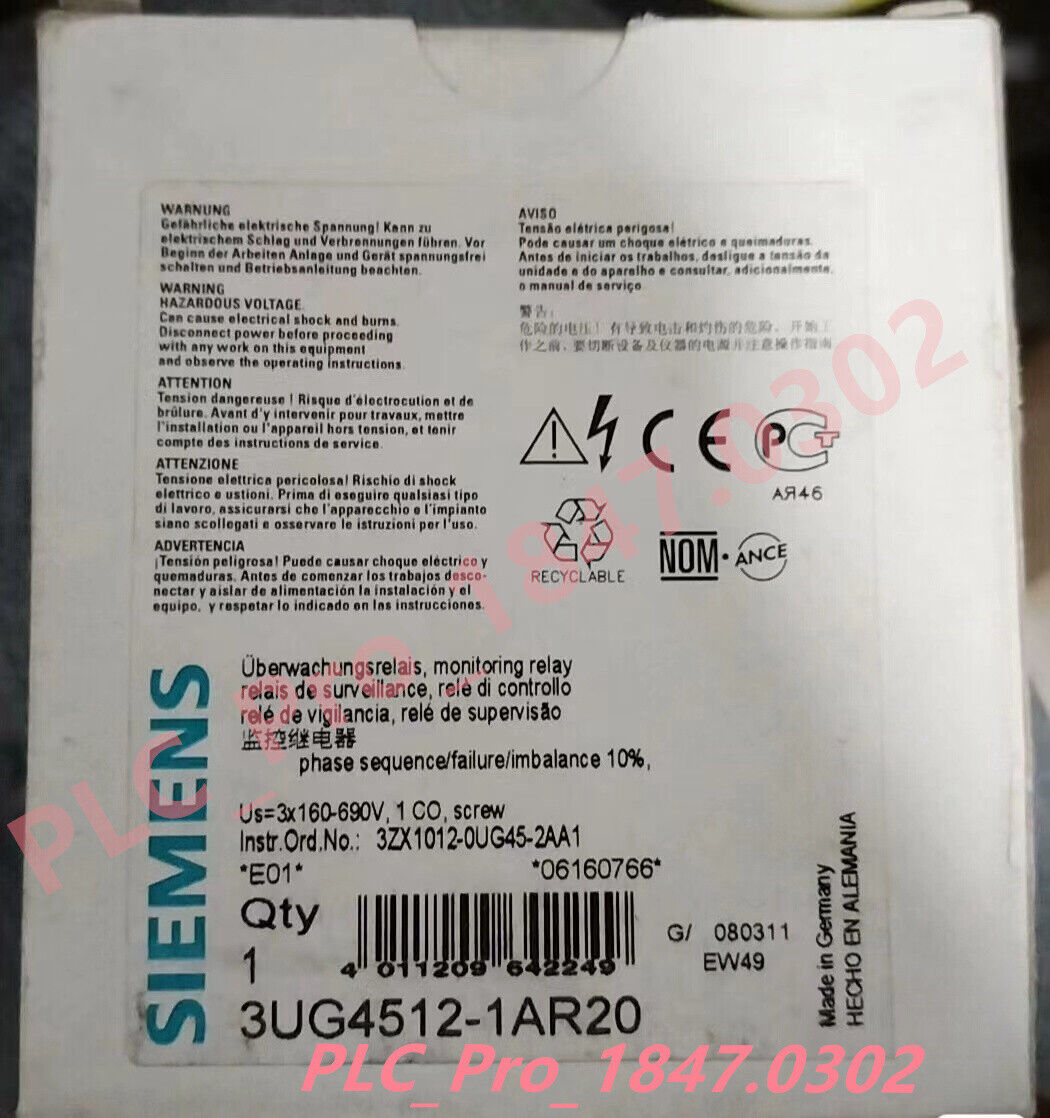 WARNUNG
Gefährliche elektrische Spannung! Kann zu
elektrischem Schlag und Verbrennungen führen. Vor
Beginn der Arbeiten Anlage und Gerät spannungsfrei
schalten und Betriebsanleitung beachten.
WARNING
HAZARDOUS VOLTAGE.
Can cause electrical shock and burns.
Disconnect power before proceeding
with any work on this equipment
and observe the operating instructions.
ATTENTION
Tension dangereuse ! Risque d'électrocution et de
brûlure. Avant d'y intervenir pour travaux, mettre
l'installation ou l'appareil hors tension, et tenir
compte des instructions de service.
ATTENZIONE
Tensione elettrica pericolosa! Rischio di shock
elettrico e ustioni. Prima di eseguire qualsiasi tipo
di lavoro, assicurarsi che l'apparecchio e l'impianto
siano scollegati e osservare le istruzioni per l'uso.
ADVERTENCIA
¡Tensión peligrosa! Puede causar choque eléctrico y
quemaduras. Antes de comenzar los trabajos desco-
nectar y aislar de alimentación la instalación y el
equipo, y respetar lo indicado en las instrucciones.
AVISO
Tensão elétrica perigosa!
Pode causar um choque elétrico e queimaduras.
Antes de iniciar os trabalhos, desligue a tensão da
unidade e do aparelho e consultar, adicionalmente,
o manual de serviço
警告:
危险的电压! 有导致电击和灼伤的危险. 开始工
作之前, 要切断设备及仪器的电源并注意操作指南
CE
PCT
АЯ46
RECYCLABLE
NOM·ANCE
SIEMENS
Überwachungsrelais, monitoring relay
relais de surveillance, relé di controllo
relé de vigilancia, relé de supervisão
监控继电器
phase sequence/failure/imbalance 10%,
Us=3x160-690V, 1 CO, screw
Instr.Ord.No.: 3ZX1012-0UG45-2AA1
*E01* *06160766*
Qty
1
4 011209 642249
G/ 080311
EW49
3UG4512-1AR20
Made in Germany
HECHO EN ALEMANIA
PLC_Pro_1847.0302
PLC_Pro_1847.0302